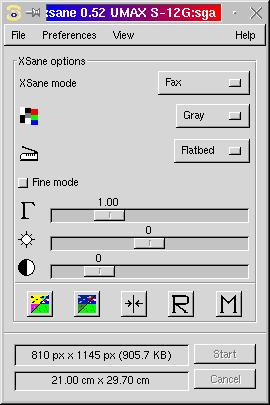 xsane 0.52 UMAX S-12G:sga
File Preferences View Help
XSane options
XSane mode Fax
Gray
Flatbed
Fine mode
1.00
0
0
R M
810 px x 1145 px (905.7 KB) Start
21.00 cm x 29.70 cm Cancel